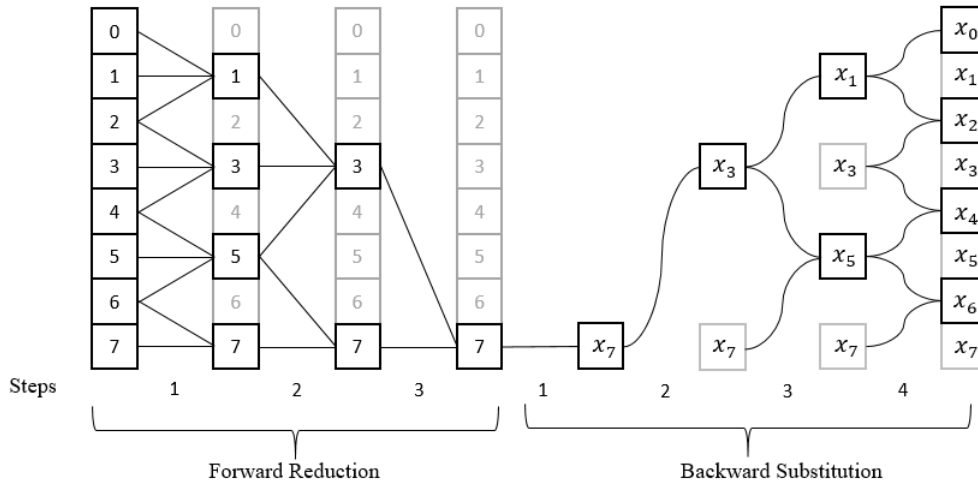 0 0 0 0 x₀
1 1 1 1 x₁ x₁
2 2 2 2 x₂
3 3 3 3 x₃ x₃ x₃
4 4 4 4 x₄
5 5 5 5 x₅ x₅
6 6 6 6 x₆
7 7 7 7 x₇ x₇ x₇ x₇
Steps 1 2 3 1 2 3 4
Forward Reduction Backward Substitution